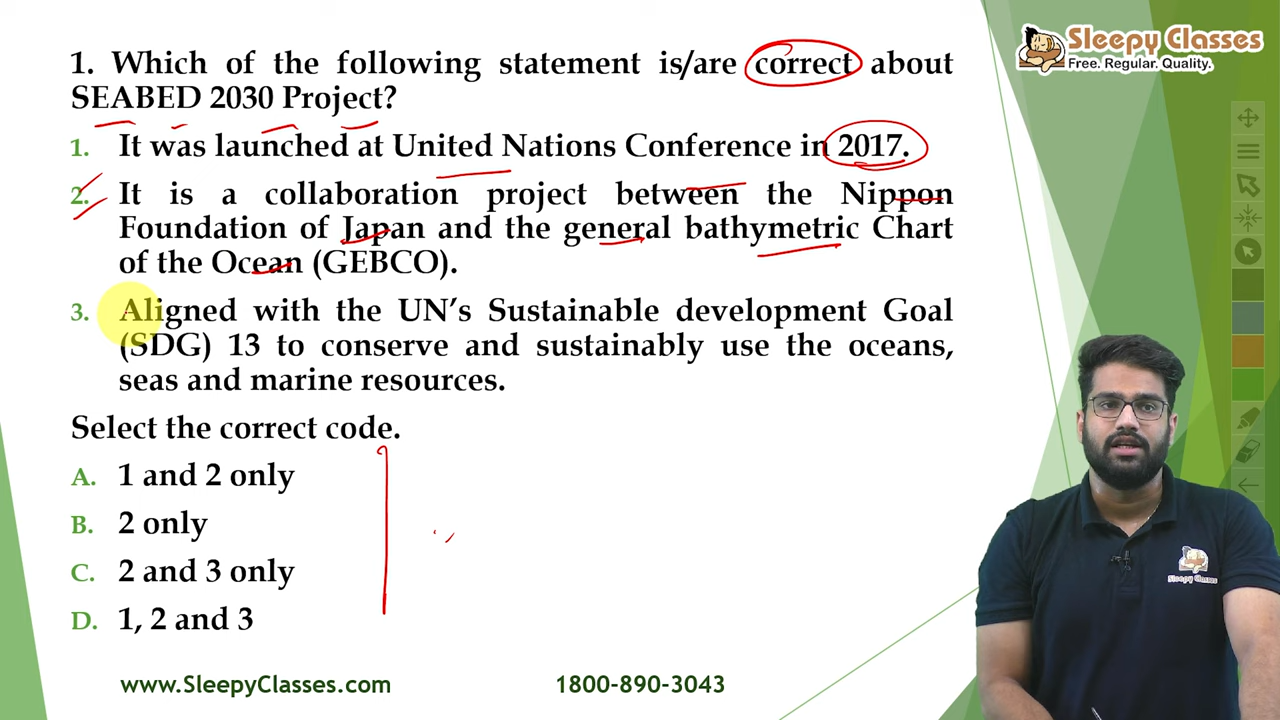 Sleepy Classes
Free. Regular. Quality.
1. Which of the following statement is/are correct about
SEABED 2030 Project?
1. It was launched at United Nations Conference in 2017.
2. It is a collaboration project between the Nippon
Foundation of Japan and the general bathymetric Chart
of the Ocean (GEBCO).
3. Aligned with the UN's Sustainable development Goal
(SDG) 13 to conserve and sustainably use the oceans,
seas and marine resources.
Select the correct code.
A. 1 and 2 only
B. 2 only
C. 2 and 3 only
D. 1, 2 and 3
Sleepy Classes
www.SleepyClasses.com
1800-890-3043